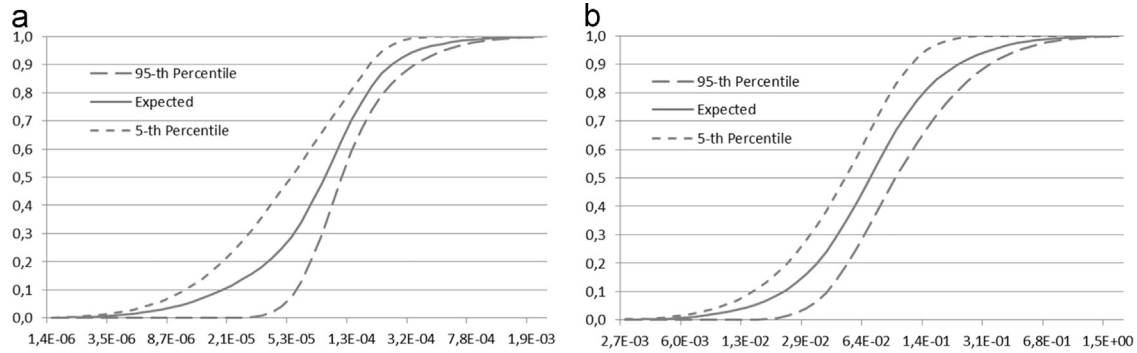 a
1,0
0,9
0,8
0,7
0,6
0,5
0,4
0,3
0,2
0,1
0,0
95-th Percentile
Expected
5-th Percentile
1,4E-06 3,5E-06 8,7E-06 2,1E-05 5,3E-05 1,3E-04 3,2E-04 7,8E-04 1,9E-03
b
1,0
0,9
0,8
0,7
0,6
0,5
0,4
0,3
0,2
0,1
0,0
95-th Percentile
Expected
5-th Percentile
2,7E-03 6,0E-03 1,3E-02 2,9E-02 6,4E-02 1,4E-01 3,1E-01 6,8E-01 1,5E+00